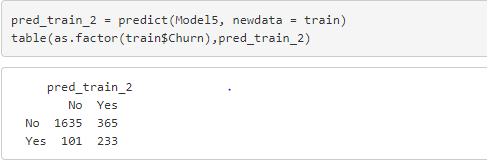 pred_train_2 = predict(Model5, newdata = train)
table(as.factor(train$Churn),pred_train_2)
pred_train_2 .
No Yes
No 1635 365
Yes 101 233